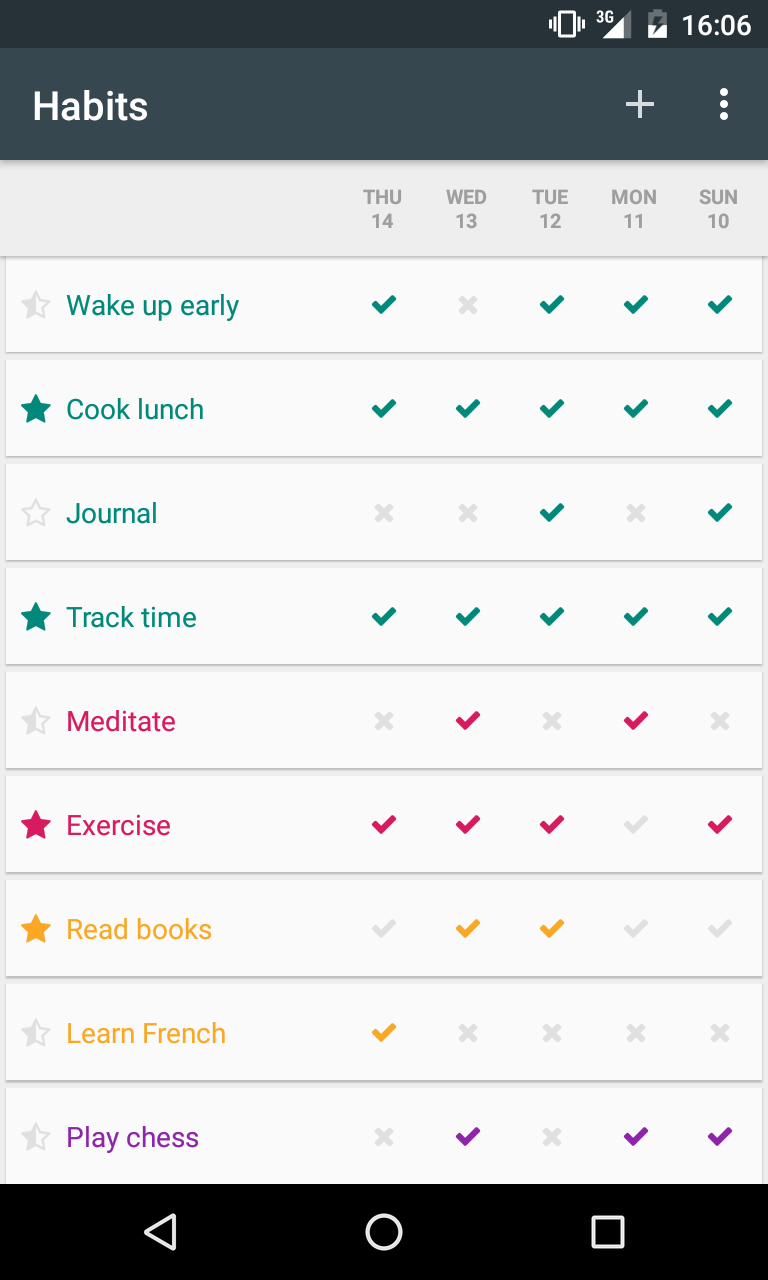 3G 16:06
Habits
THU WED TUE MON SUN
14 13 12 11 10
Wake up early
Cook lunch
Journal
Track time
Meditate
Exercise
Read books
Learn French
Play chess